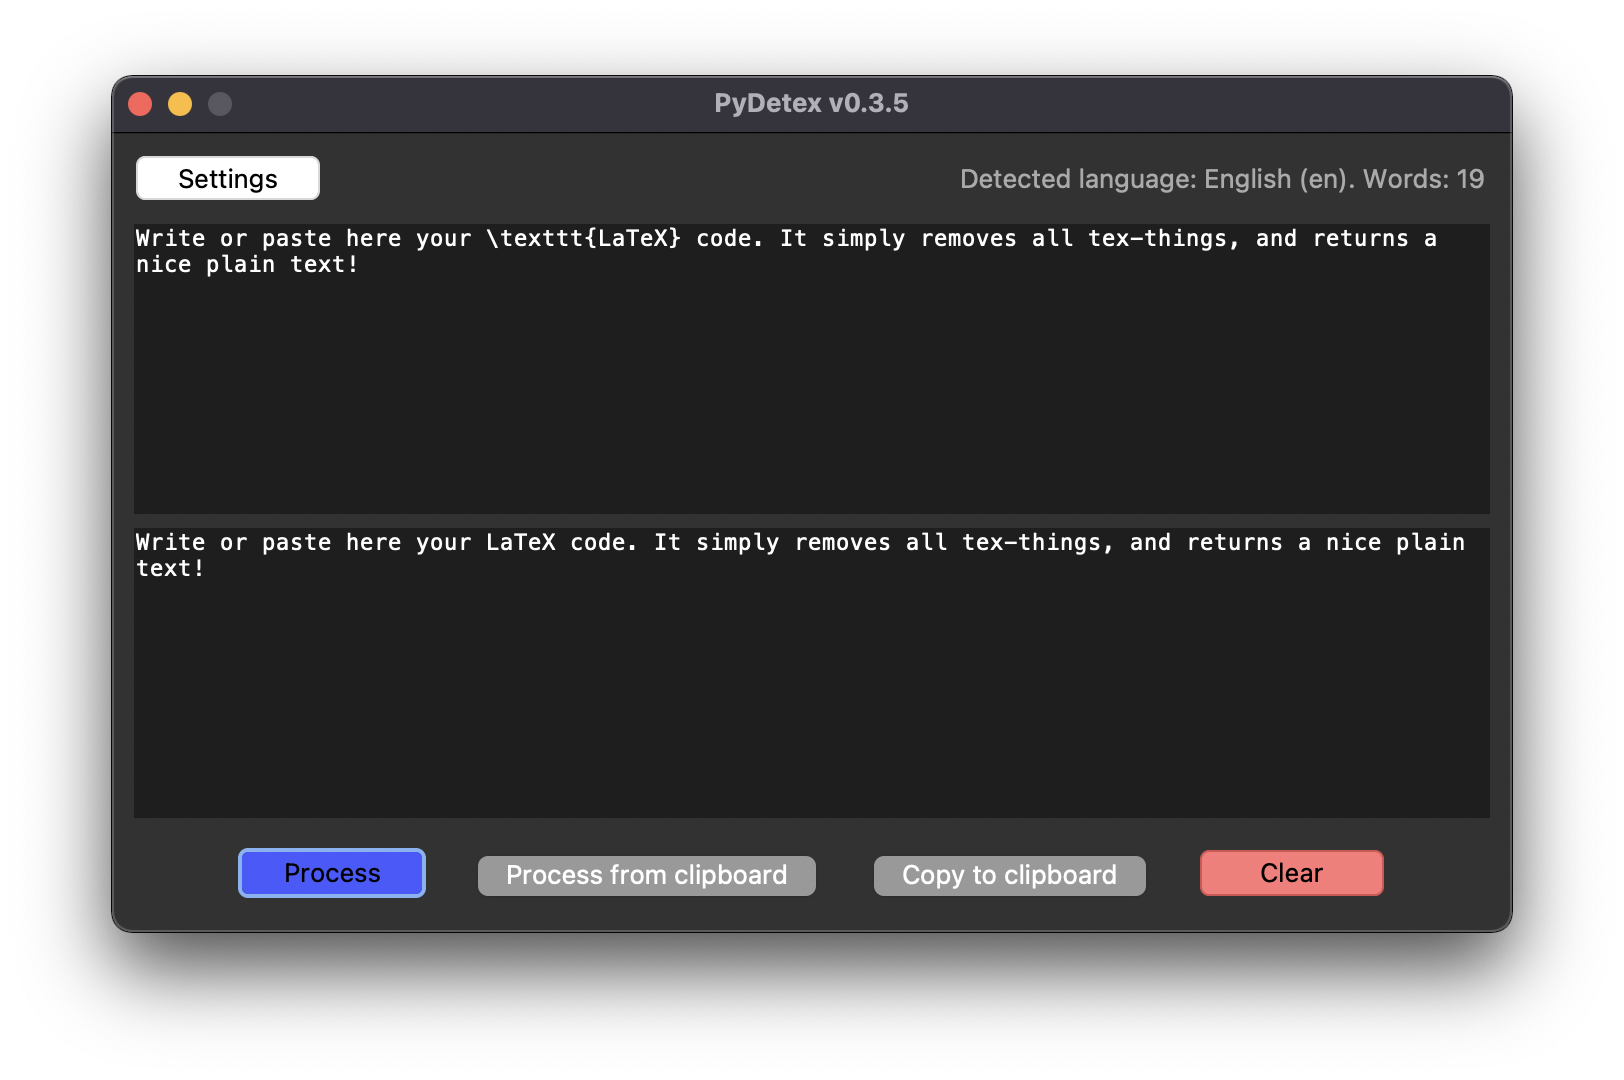 PyDetex v0.3.5
Settings
Detected language: English (en). Words: 19
Write or paste here your \texttt{LaTeX} code. It simply removes all tex-things, and returns a
nice plain text!
Write or paste here your LaTeX code. It simply removes all tex-things, and returns a nice plain
text!
Process
Process from clipboard
Copy to clipboard
Clear